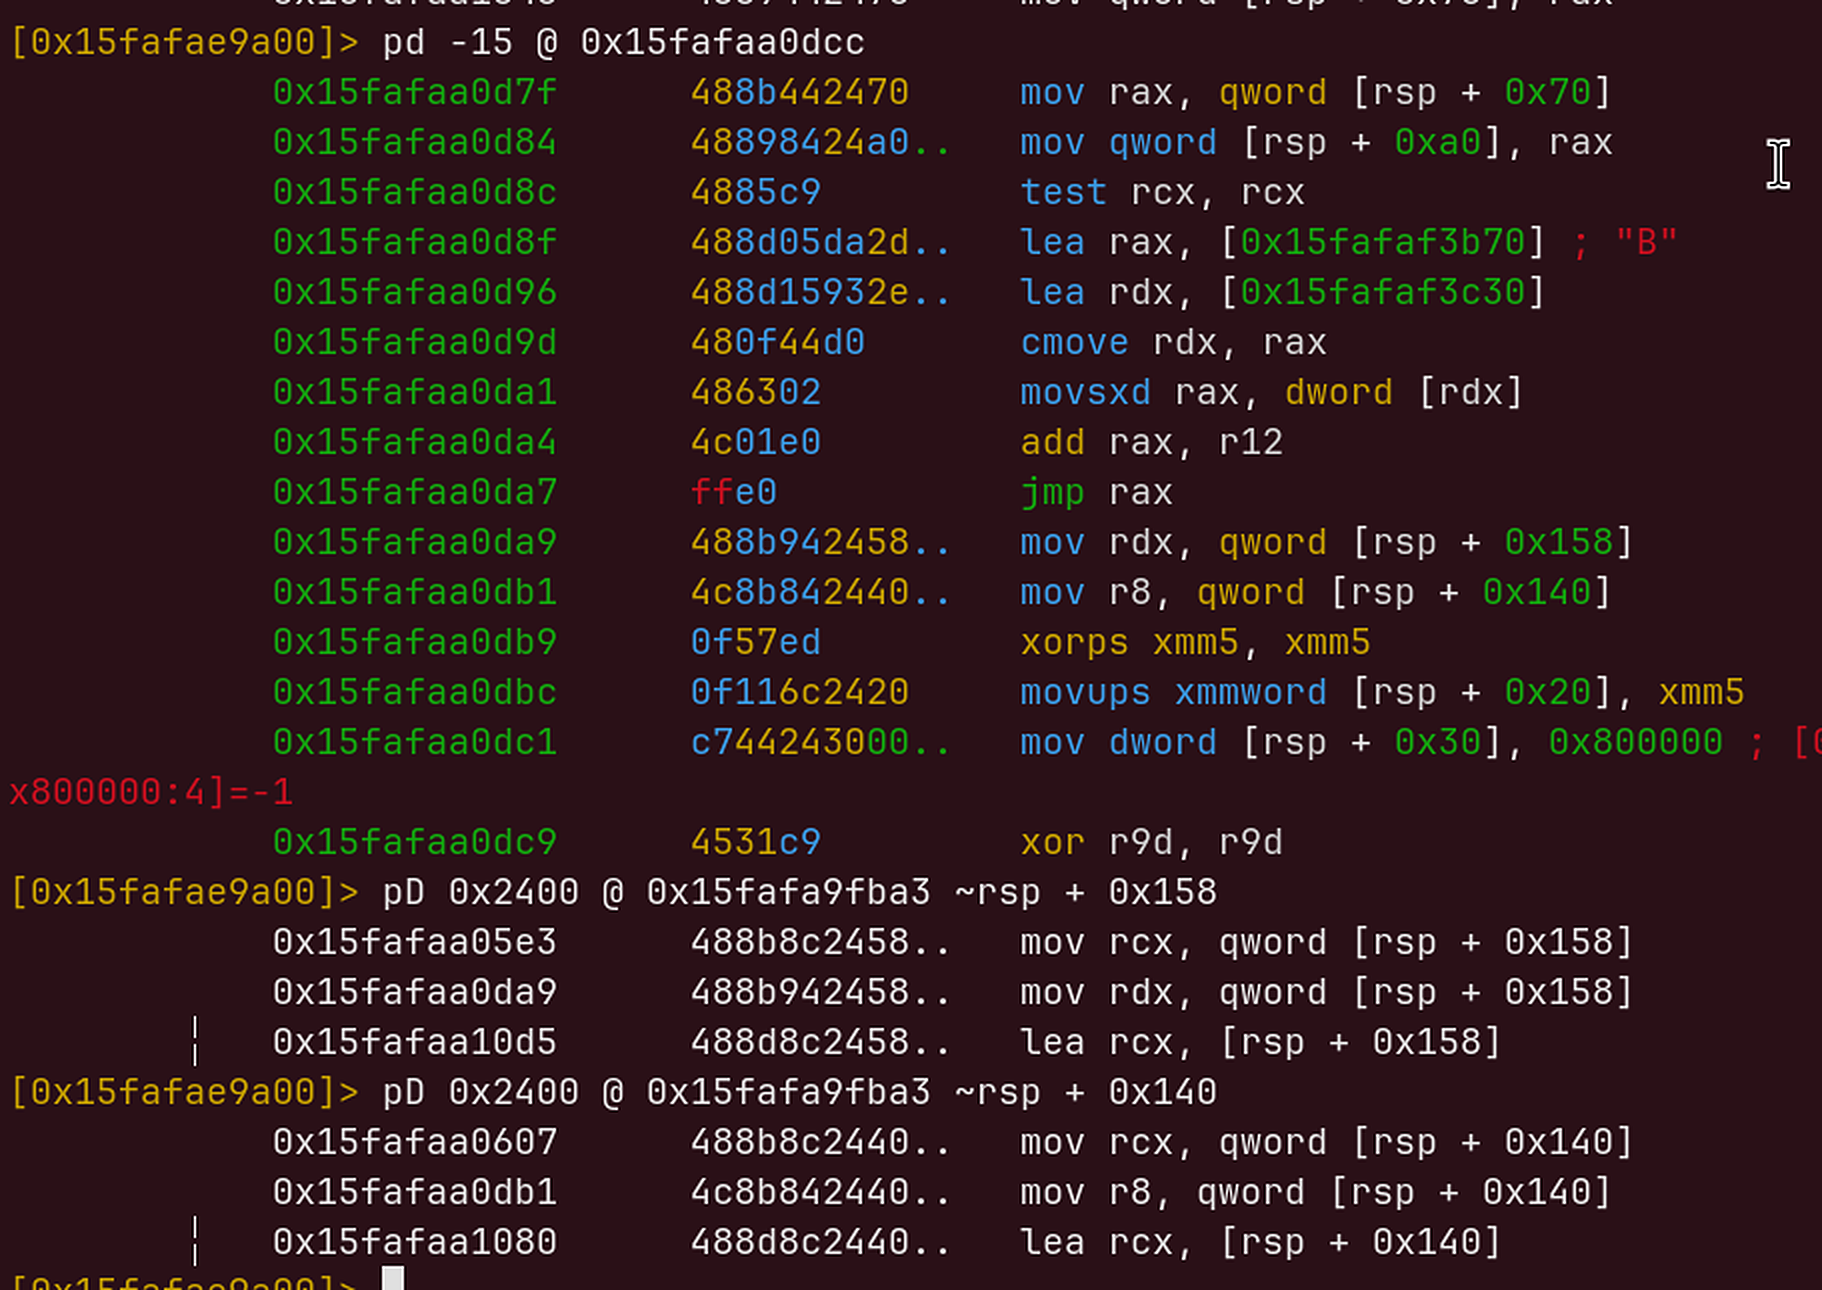 [0x15fafae9a00]> pd -15 @ 0x15fafaa0dcc
0x15fafaa0d7f 488b442470 mov rax, qword [rsp + 0x70]
0x15fafaa0d84 48898424a0.. mov qword [rsp + 0xa0], rax
0x15fafaa0d8c 4885c9 test rcx, rcx
0x15fafaa0d8f 488d05da2d.. lea rax, [0x15fafaf3b70] ; "B"
0x15fafaa0d96 488d15932e.. lea rdx, [0x15fafaf3c30]
0x15fafaa0d9d 480f44d0 cmove rdx, rax
0x15fafaa0da1 486302 movsxd rax, dword [rdx]
0x15fafaa0da4 4c01e0 add rax, r12
0x15fafaa0da7 ffe0 jmp rax
0x15fafaa0da9 488b942458.. mov rdx, qword [rsp + 0x158]
0x15fafaa0db1 4c8b842440.. mov r8, qword [rsp + 0x140]
0x15fafaa0db9 0f57ed xorps xmm5, xmm5
0x15fafaa0dbc 0f116c2420 movups xmmword [rsp + 0x20], xmm5
0x15fafaa0dc1 c744243000.. mov dword [rsp + 0x30], 0x800000 ; [0
x800000:4]=-1
0x15fafaa0dc9 4531c9 xor r9d, r9d
[0x15fafae9a00]> pD 0x2400 @ 0x15fafa9fba3 ~rsp + 0x158
0x15fafaa05e3 488b8c2458.. mov rcx, qword [rsp + 0x158]
0x15fafaa0da9 488b942458.. mov rdx, qword [rsp + 0x158]
0x15fafaa10d5 488d8c2458.. lea rcx, [rsp + 0x158]
[0x15fafae9a00]> pD 0x2400 @ 0x15fafa9fba3 ~rsp + 0x140
0x15fafaa0607 488b8c2440.. mov rcx, qword [rsp + 0x140]
0x15fafaa0db1 4c8b842440.. mov r8, qword [rsp + 0x140]
0x15fafaa1080 488d8c2440.. lea rcx, [rsp + 0x140]
[0x15fafae9a00]>